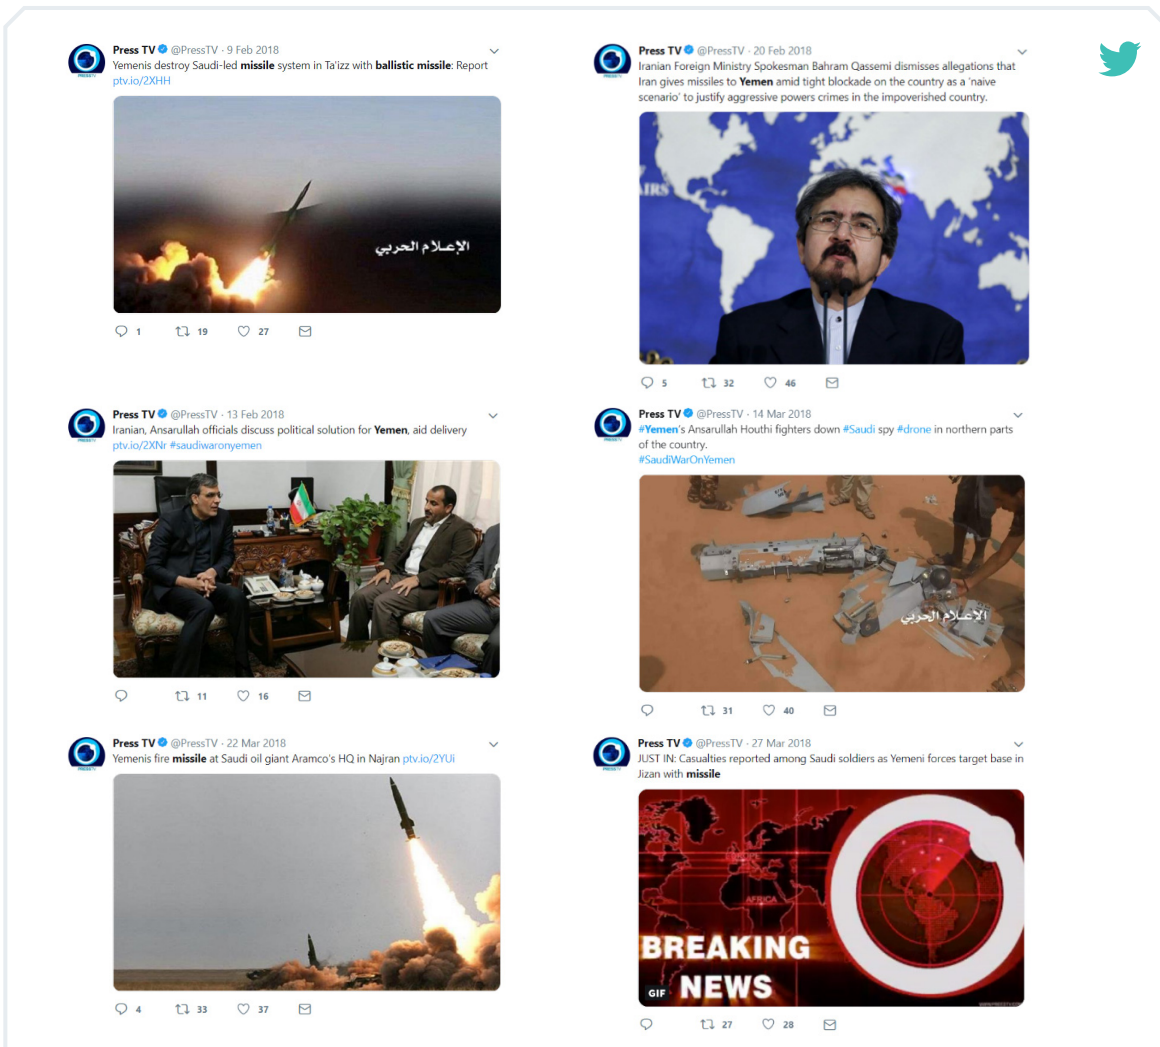 Press TV @PressTV · 9 Feb 2018
Yemenis destroy Saudi-led missile system in Ta'izz with ballistic missile: Report
ptv.io/2XHH
الإعلام الحربي
1 19 27
Press TV @PressTV · 20 Feb 2018
Iranian Foreign Ministry Spokesman Bahram Qassemi dismisses allegations that
Iran gives missiles to Yemen amid tight blockade on the country as a 'naive
scenario' to justify aggressive powers crimes in the impoverished country.
AIRS
5 32 46
Press TV @PressTV · 13 Feb 2018
Iranian, Ansarullah officials discuss political solution for Yemen, aid delivery
ptv.io/2XNr #saudiwaronyemen
11 16
Press TV @PressTV · 14 Mar 2018
#Yemen's Ansarullah Houthi fighters down #Saudi spy #drone in northern parts
of the country.
#SaudiWarOnYemen
الإعلام الحربي
31 40
Press TV @PressTV · 22 Mar 2018
Yemenis fire missile at Saudi oil giant Aramco's HQ in Najran ptv.io/2YUi
4 33 37
Press TV @PressTV · 27 Mar 2018
JUST IN: Casualties reported among Saudi soldiers as Yemeni forces target base in
Jizan with missile
AFRICA
BREAKING
NEWS
GIF
27 28